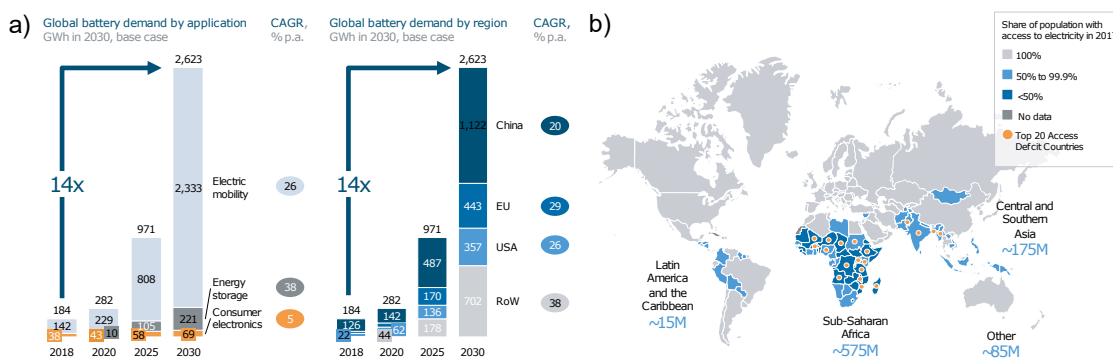 a)
Global battery demand by application
GWh in 2030, base case
CAGR,
% p.a.
2,623
14x
2,333
Electric
mobility
26
971
808
Energy
storage
38
Consumer
electronics
5
184
142
38
282
229
43
10
105
58
221
69
2018
2020
2025
2030
Global battery demand by region
GWh in 2030, base case
CAGR,
% p.a.
2,623
14x
1,122
China
20
443
EU
29
357
USA
26
702
RoW
38
971
487
170
136
178
184
126
22
282
142
62
44
2018
2020
2025
2030
b)
Share of population with
access to electricity in 2017
100%
50% to 99.9%
<50%
No data
Top 20 Access
Defcit Countries
Central and
Southern
Asia
~175M
Latin
America
and the
Caribbean
~15M
Sub-Saharan
Africa
~575M
Other
~85M